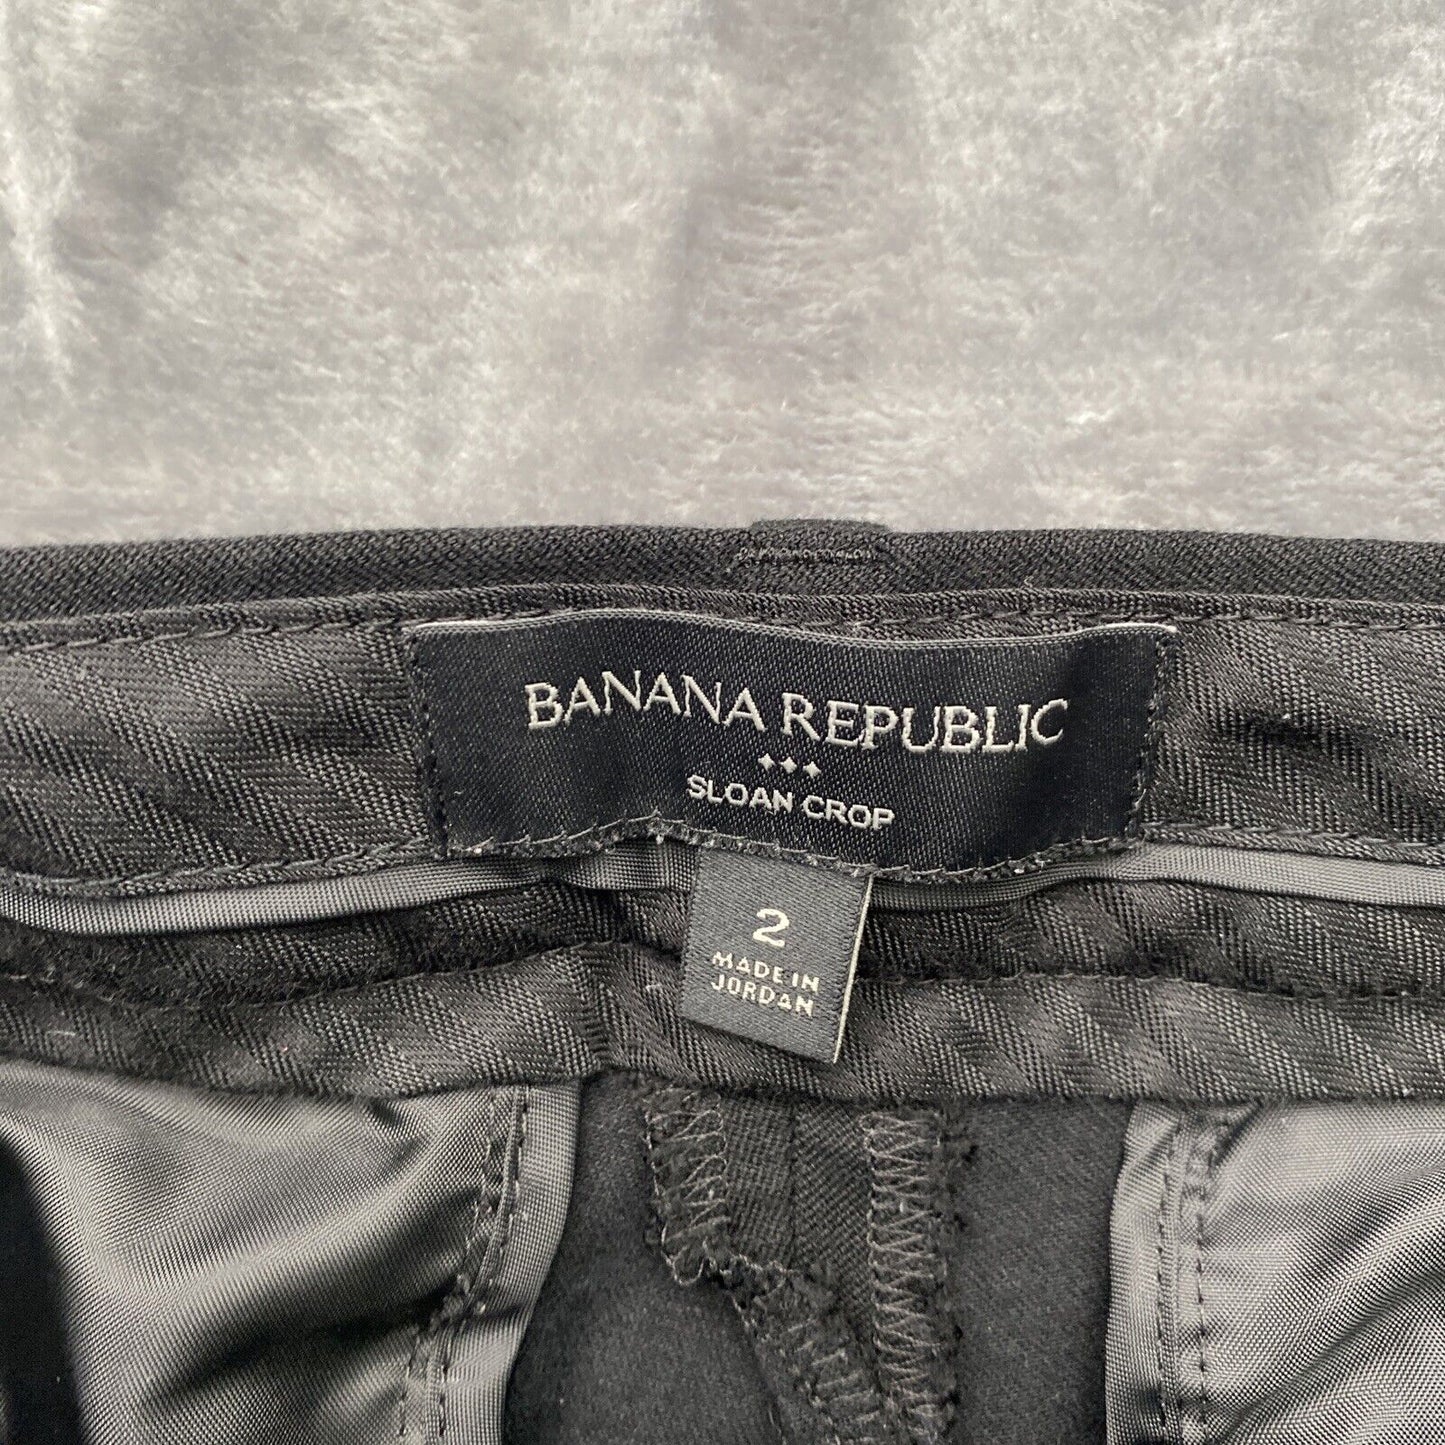 BANANA REPUBLIC
SLOAN CROP
2
MADE IN
JORDAN